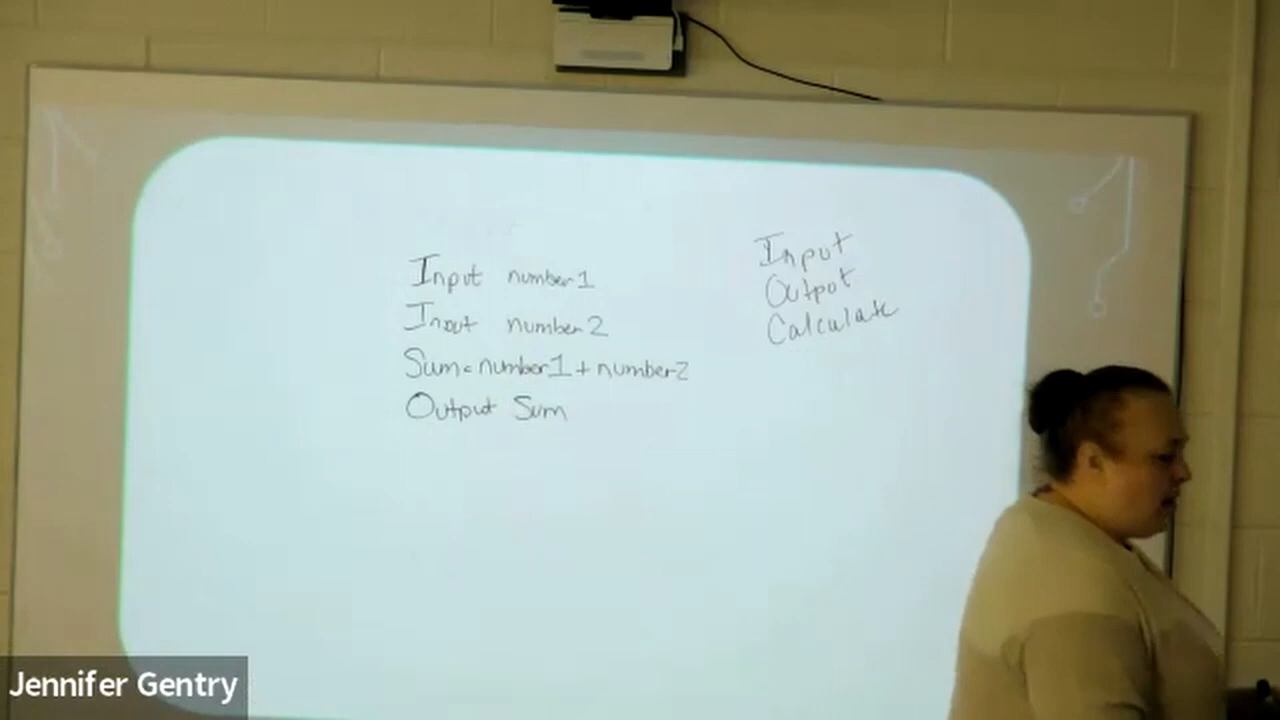 Input number1
Input number2
Sum = number1 + number2
Output Sum
Input
Output
Calculate
Jennifer Gentry